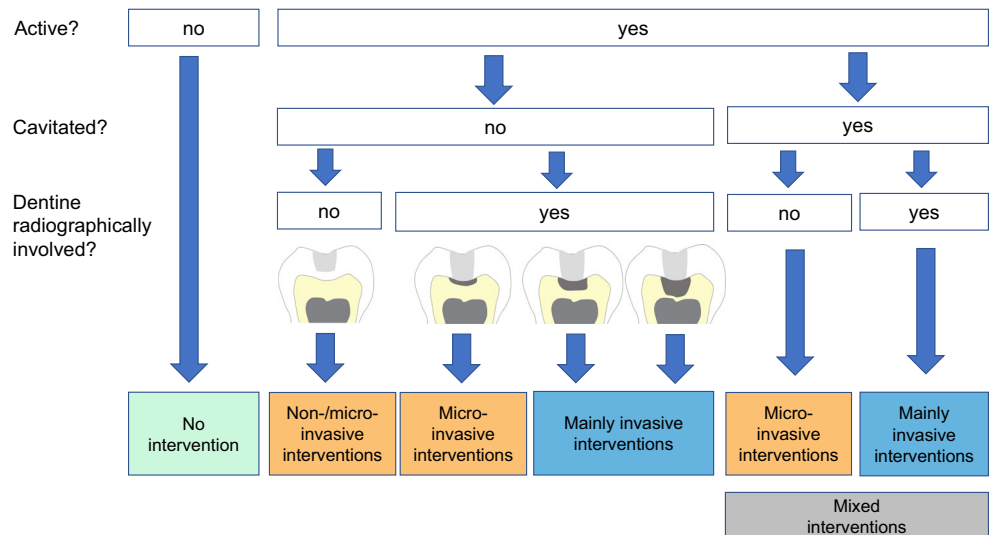 Active?
no
yes
Cavitated?
no
yes
Dentine
radiographically
involved?
no
yes
no
yes
No
intervention
Non-/micro-
invasive
interventions
Micro-
invasive
interventions
Mainly invasive
interventions
Micro-
invasive
interventions
Mainly
invasive
interventions
Mixed
interventions